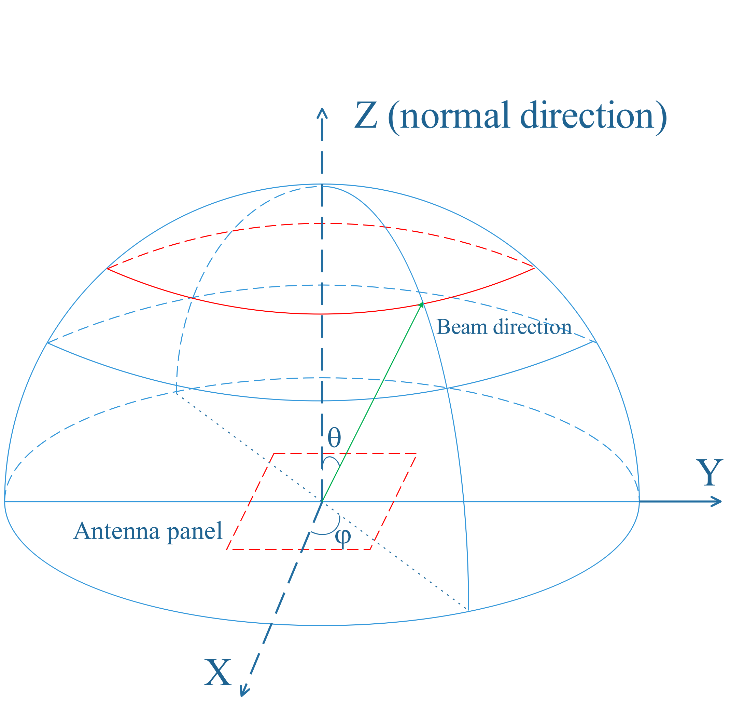 Z (normal direction)
Beam direction
θ
Y
Antenna panel
φ
X